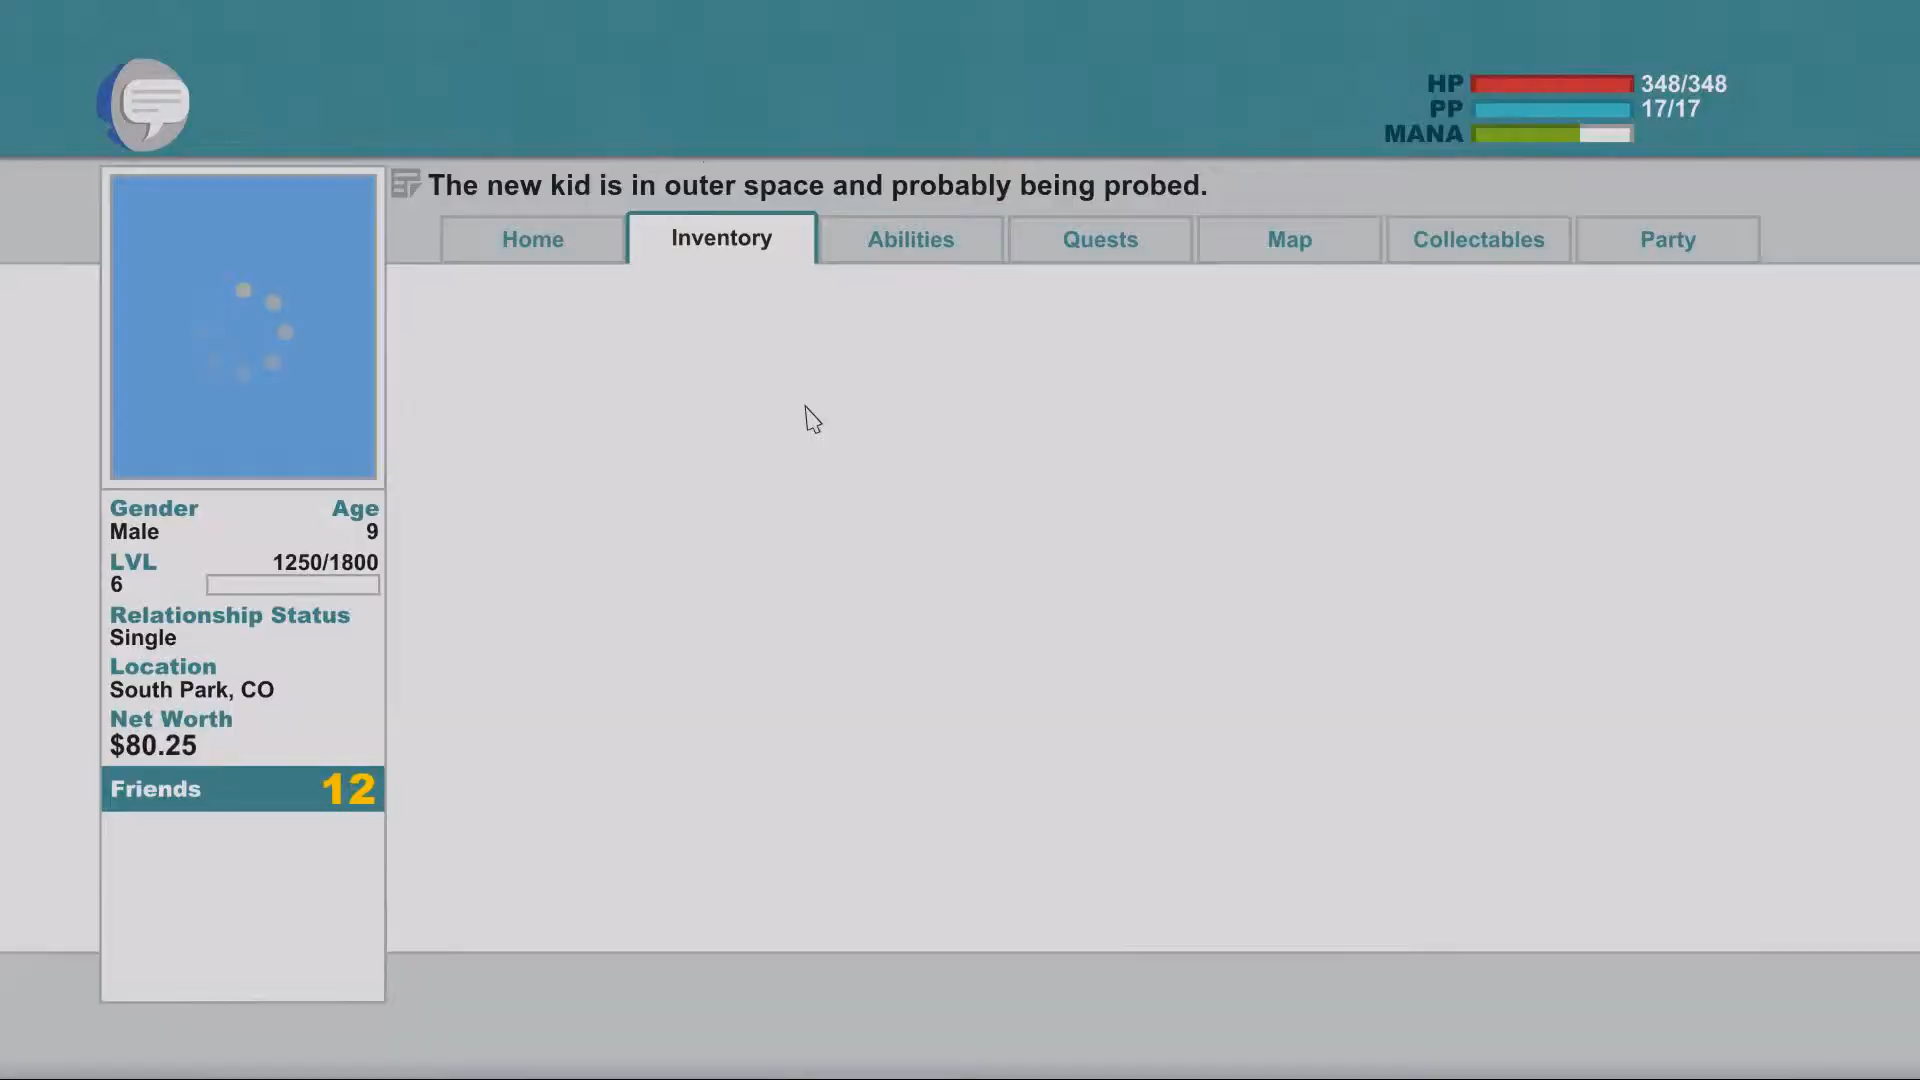 HP 348/348
PP 17/17
MANA
The new kid is in outer space and probably being probed.
Home Inventory Abilities Quests Map Collectables Party
Gender Age
Male 9
LVL 1250/1800
6
Relationship Status
Single
Location
South Park, CO
Net Worth
$80.25
Friends 12